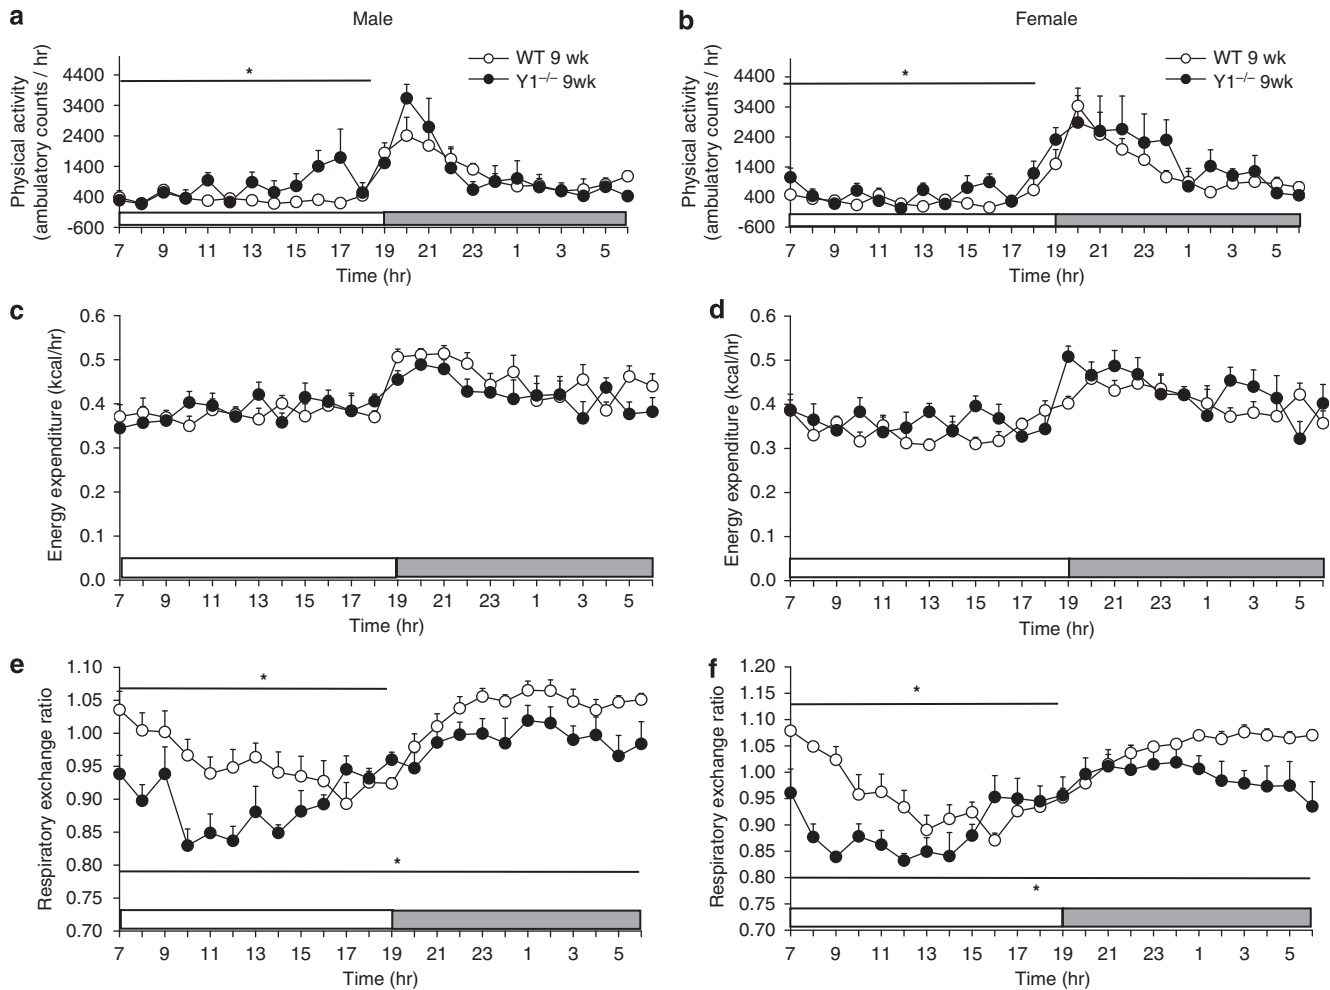 a
Male
Physical activity
(ambulatory counts / hr)
4400
3400
2400
1400
400
-600
*
WT 9 wk
Y1⁻/⁻ 9wk
7 9 11 13 15 17 19 21 23 1 3 5
Time (hr)
b
Female
Physical activity
(ambulatory counts / hr)
4400
3400
2400
1400
400
-600
*
WT 9 wk
Y1⁻/⁻ 9wk
7 9 11 13 15 17 19 21 23 1 3 5
Time (hr)
c
Energy expenditure (kcal/hr)
0.6
0.5
0.4
0.3
0.2
0.1
0.0
7 9 11 13 15 17 19 21 23 1 3 5
Time (hr)
d
Energy expenditure (kcal/hr)
0.6
0.5
0.4
0.3
0.2
0.1
0.0
7 9 11 13 15 17 19 21 23 1 3 5
Time (hr)
e
Respiratory exchange ratio
1.10
1.05
1.00
0.95
0.90
0.85
0.80
0.75
0.70
*
*
7 9 11 13 15 17 19 21 23 1 3 5
Time (hr)
f
Respiratory exchange ratio
1.20
1.15
1.10
1.05
1.00
0.95
0.90
0.85
0.80
0.75
0.70
*
*
7 9 11 13 15 17 19 21 23 1 3 5
Time (hr)